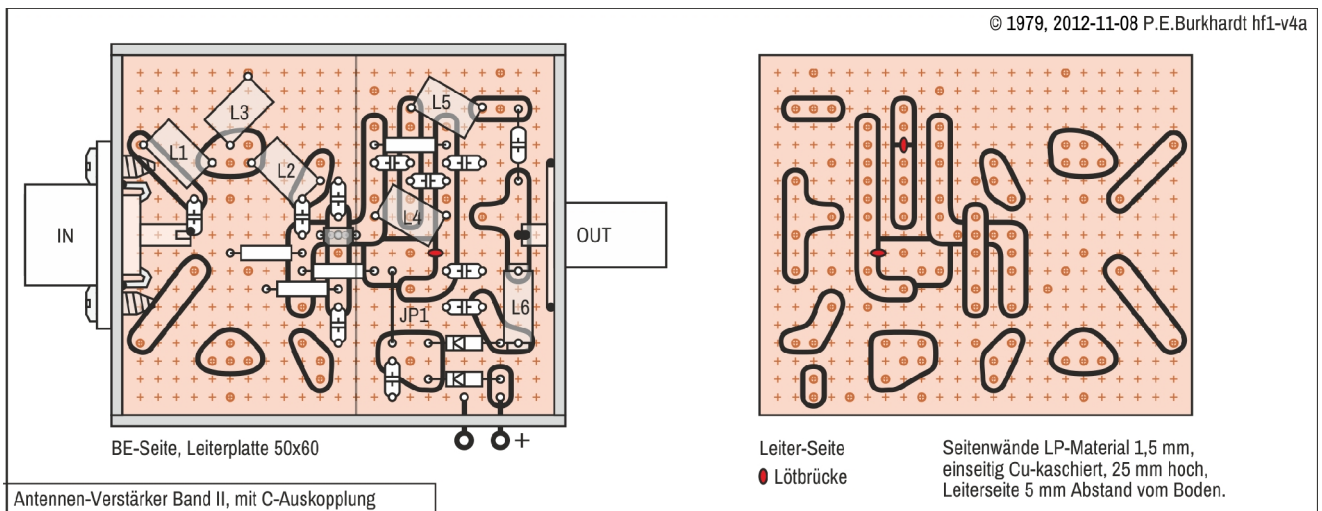 © 1979, 2012-11-08 P.E.Burkhardt hf1-v4a
L3
L5
L1
L2
L4
IN
OUT
L6
JP1
+
BE-Seite, Leiterplatte 50x60
Leiter-Seite
Lötbrücke
Seitenwände LP-Material 1,5 mm,
einseitig Cu-kaschiert, 25 mm hoch,
Leiterseite 5 mm Abstand vom Boden.
Antennen-Verstärker Band II, mit C-Auskopplung